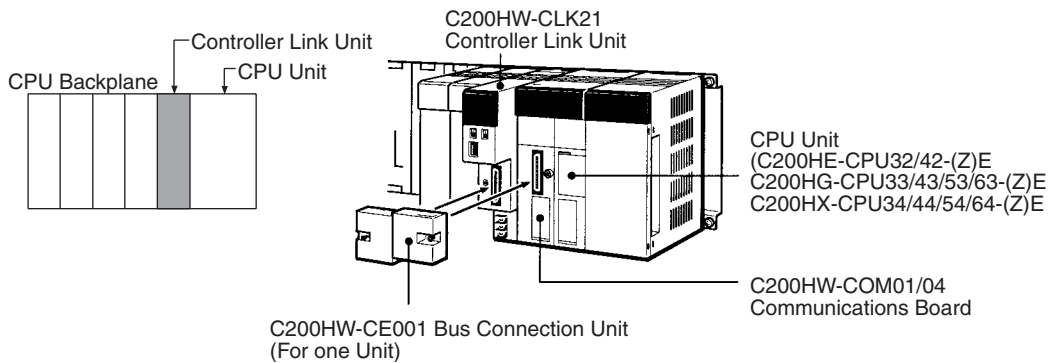 C200HW-CLK21
Controller Link Unit
Controller Link Unit
CPU Unit
CPU Backplane
CPU Unit
(C200HE-CPU32/42-(Z)E
C200HG-CPU33/43/53/63-(Z)E
C200HX-CPU34/44/54/64-(Z)E
C200HW-COM01/04
Communications Board
C200HW-CE001 Bus Connection Unit
(For one Unit)